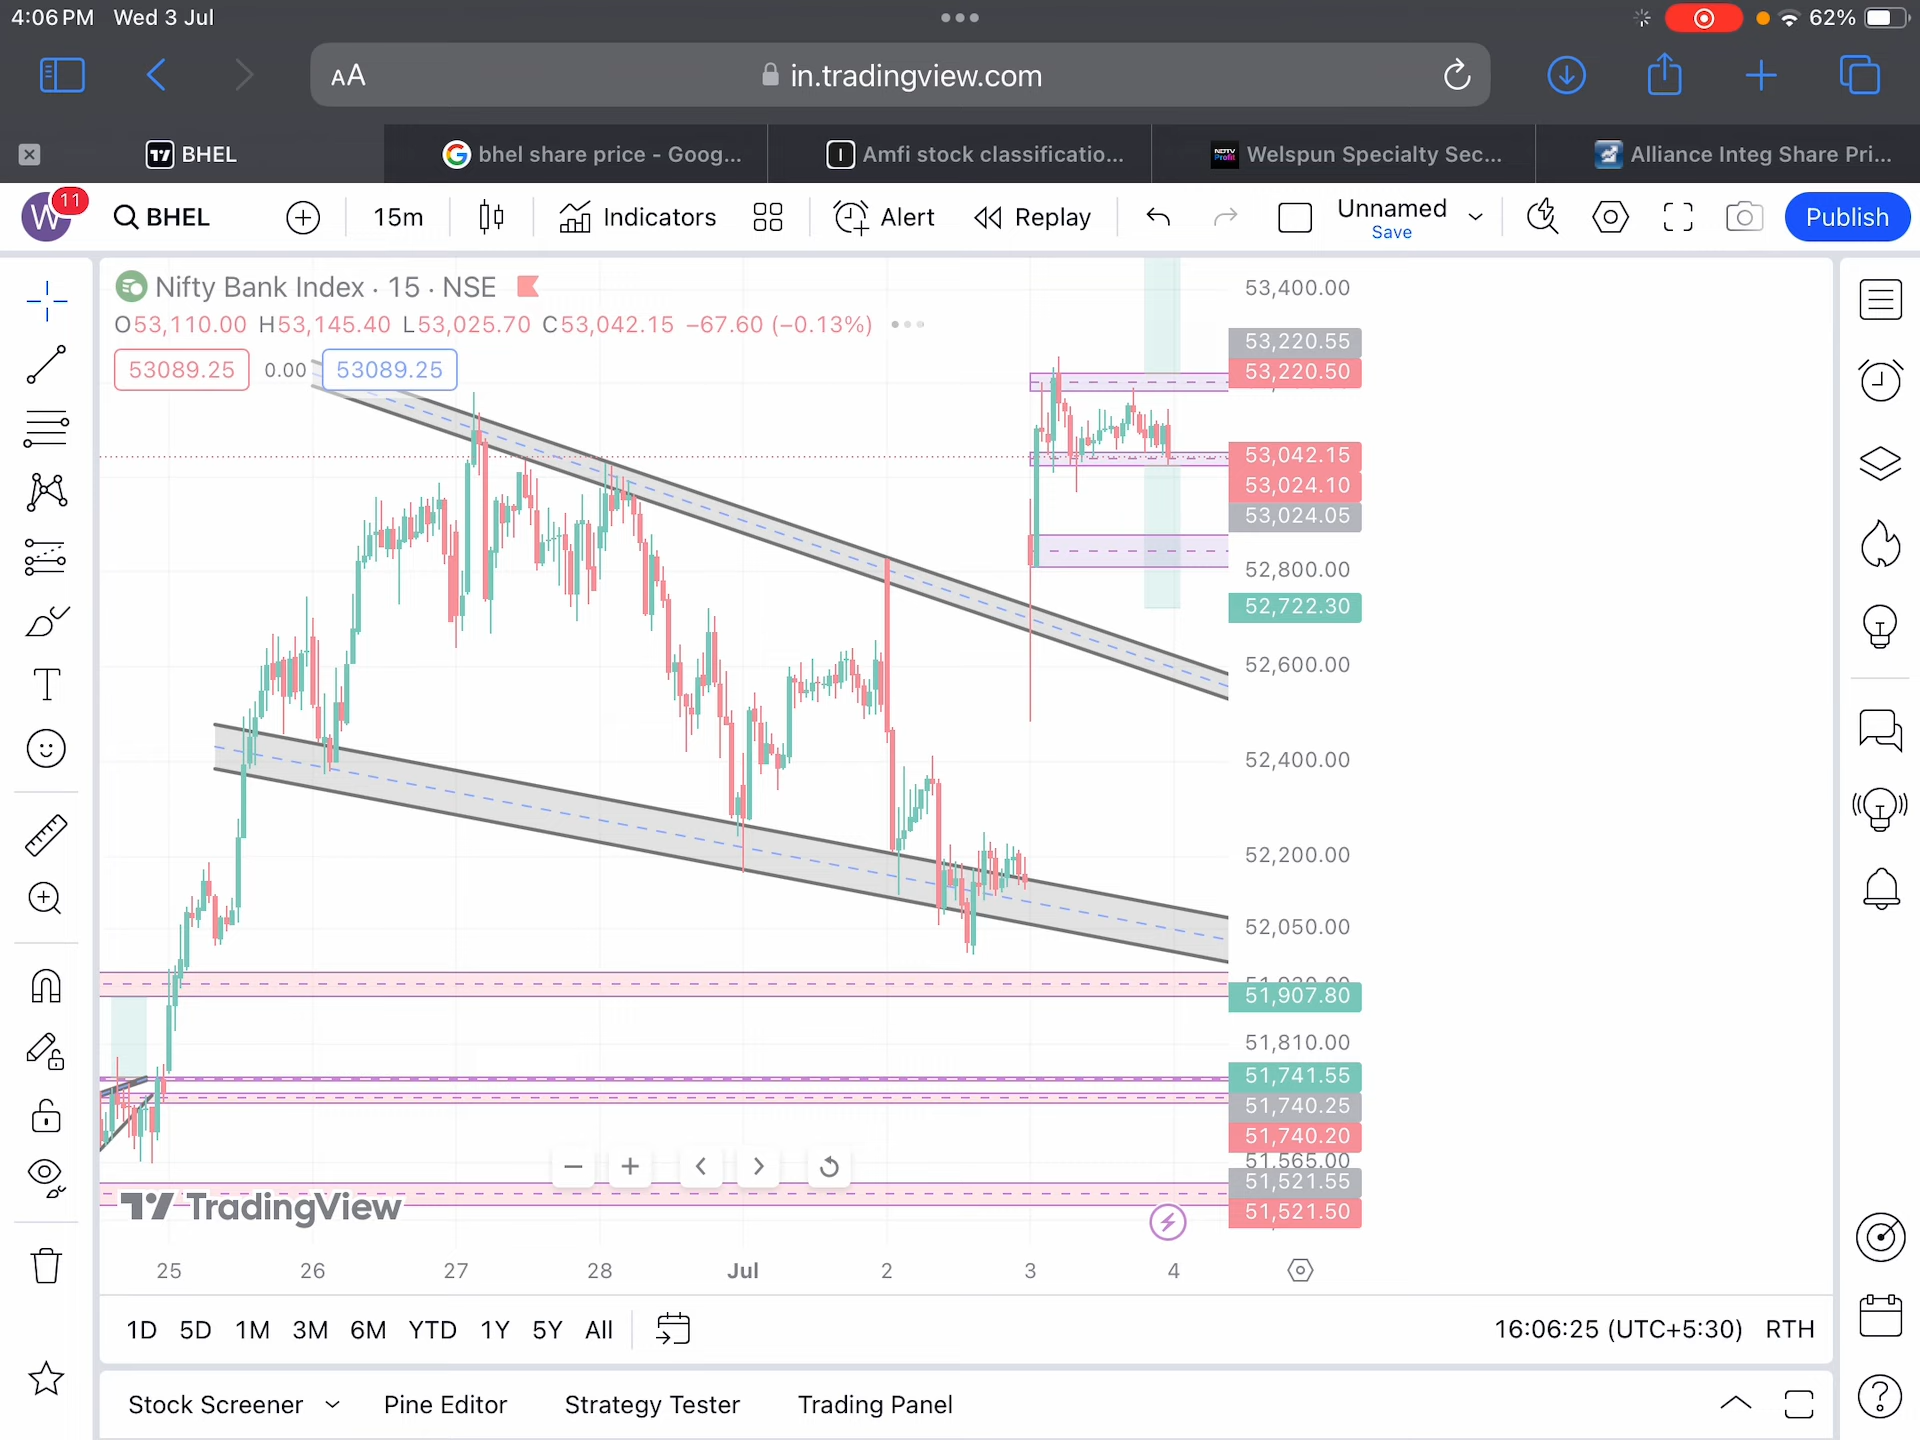 4:06 PM Wed 3 Jul
62%
AA in.tradingview.com
BHEL
bhel share price - Goog...
Amfi stock classificatio...
NDTV Profit
Welspun Specialty Sec...
Alliance Integ Share Pri...
W 11 BHEL 15m Indicators Alert Replay Unnamed Publish
Save
Nifty Bank Index · 15 · NSE
O53,110.00 H53,145.40 L53,025.70 C53,042.15 −67.60 (−0.13%)
53089.25 0.00 53089.25
53,400.00
53,220.55
53,220.50
53,042.15
53,024.10
53,024.05
52,800.00
52,722.30
52,600.00
52,400.00
52,200.00
52,050.00
51,907.80
51,810.00
51,741.55
51,740.25
51,740.20
51,565.00
51,521.55
51,521.50
TradingView
25 26 27 28 Jul 2 3 4
1D 5D 1M 3M 6M YTD 1Y 5Y All
16:06:25 (UTC+5:30) RTH
Stock Screener Pine Editor Strategy Tester Trading Panel